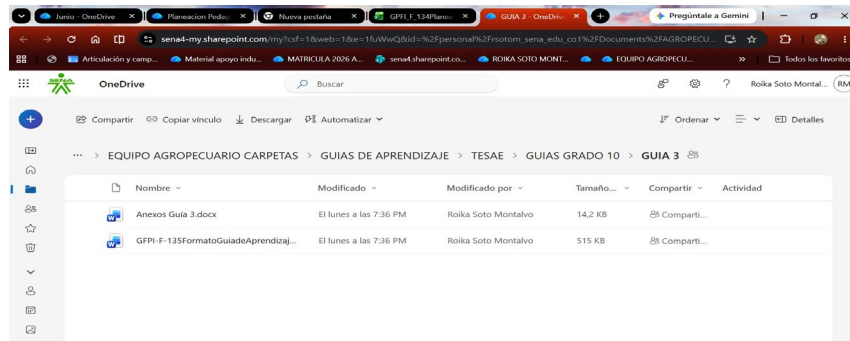 Junio - OneDrive
Planeacion Pedag
Nueva pestaña
GPFI_F_134Planea
GUIA 3 - OneDriv
Pregúntale a Gemini
sena4-my.sharepoint.com/my?csf=1&web=1&e=1fuWwQ&id=%2Fpersonal%2Frsotom_sena_edu_co1%2FDocuments%2FAGROPECU...
Articulación y camp...
Material apoyo indu...
MATRICULA 2026 A...
sena4.sharepoint.co...
ROIKA SOTO MONT...
EQUIPO AGROPECU...
Todos los favoritos
SENA
OneDrive
Buscar
Roika Soto Montal...
RM
Compartir
Copiar vínculo
Descargar
Automatizar
Ordenar
Detalles
... > EQUIPO AGROPECUARIO CARPETAS > GUIAS DE APRENDIZAJE > TESAE > GUIAS GRADO 10 > GUIA 3
Nombre Modificado Modificado por Tamaño... Compartir Actividad
Anexos Guía 3.docx El lunes a las 7:36 PM Roika Soto Montalvo 14,2 KB Comparti...
GFPI-F-135FormatoGuiadeAprendizaj... El lunes a las 7:36 PM Roika Soto Montalvo 515 KB Comparti...